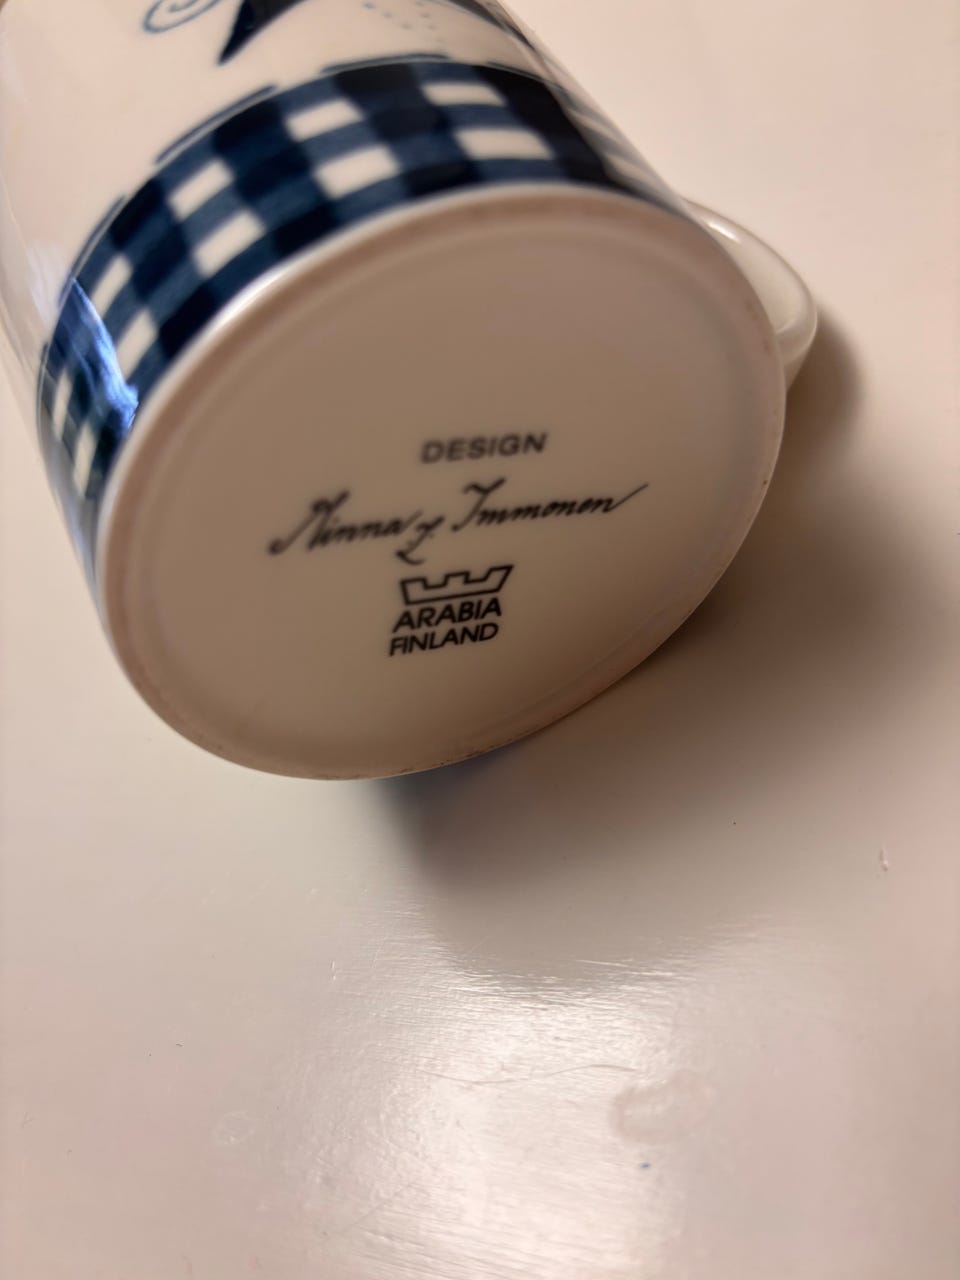 DESIGN
Minna L. Immonen
ARABIA
FINLAND